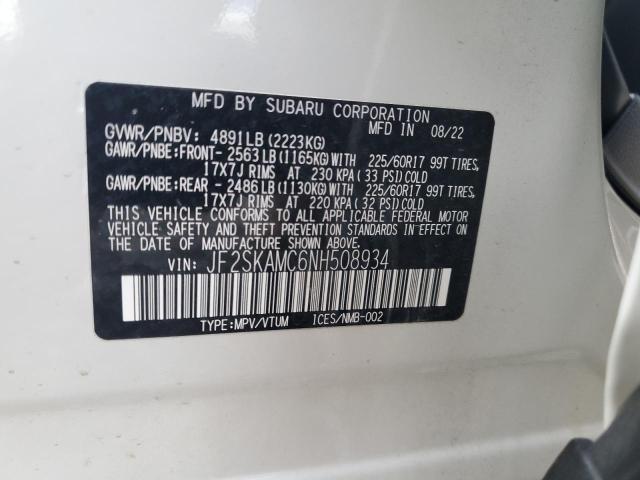 MFD BY SUBARU CORPORATION
MFD IN 08/22
GVWR/PNBV: 4891LB(2223KG)
GAWR/PNBE:FRONT- 2563LB(1165KG)WITH 225/60R17 99T TIRES,
17X7J RIMS AT 230 KPA(33 PSI)COLD
GAWR/PNBE:REAR - 2486LB(1130KG)WITH 225/60R17 99T TIRES,
17X7J RIMS AT 220 KPA(32 PSI)COLD
THIS VEHICLE CONFORMS TO ALL APPLICABLE FEDERAL MOTOR
VEHICLE SAFETY AND THEFT PREVENTION STANDARDS IN EFFECT
ON THE DATE OF MANUFACTURE SHOWN ABOVE.
VIN: JF2SKAMC6NH508934
TYPE:MPV/VTUM ICES/NMB-002